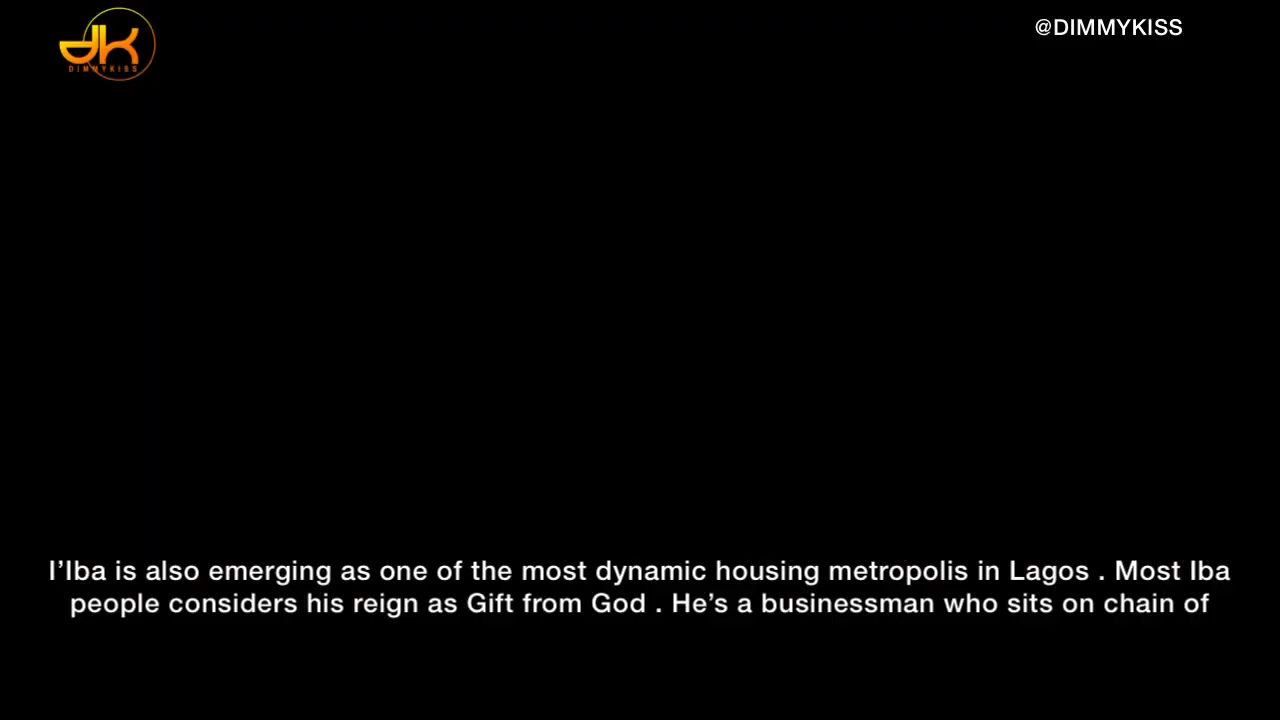 @DIMMYKISS
DIMMYKISS
I’Iba is also emerging as one of the most dynamic housing metropolis in Lagos . Most Iba
people considers his reign as Gift from God . He’s a businessman who sits on chain of